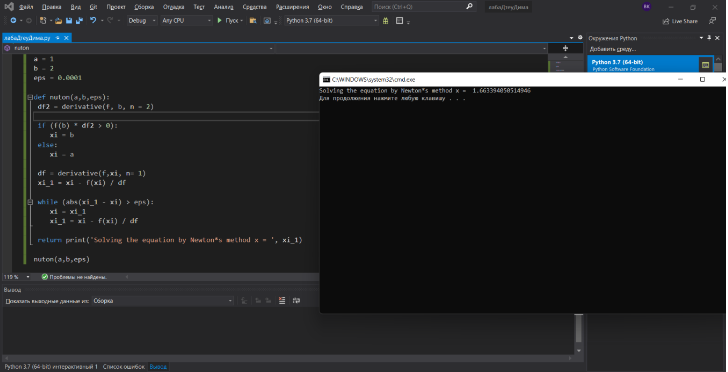 Файл Правка Вид Git Проект Сборка Отладка Тест Анализ Средства Расширения Окно Справка Поиск (Ctrl+Q)
Debug Any CPU Пуск Python 3.7 (64-bit) Live Share
nuton
Окружения Python
Добавить среду...
Python 3.7 (64-bit)
Python Software Foundation
a = 1
b = 2
eps = 0.0001
def nuton(a,b,eps):
df2 = derivative(f, b, n = 2)
if (f(b) * df2 > 0):
xi = b
else:
xi = a
df = derivative(f,xi, n= 1)
xi_1 = xi - f(xi) / df
while (abs(xi_1 - xi) > eps):
xi = xi_1
xi_1 = xi - f(xi) / df
return print('Solving the equation by Newton*s method x = ', xi_1)
nuton(a,b,eps)
C:\WINDOWS\system32\cmd.exe
Solving the equation by Newton*s method x = 1.663394050514946
Для продолжения нажмите любую клавишу . . .
119 % Проблемы не найдены.
Вывод
Показать выходные данные из: Сборка
Python 3.7 (64-bit) интерактивный 1 Список ошибок Вывод